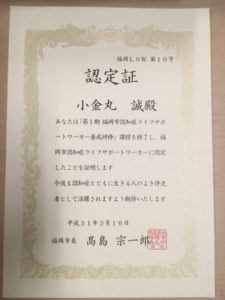 福岡LSW 第10号
認定証
小金丸 誠殿
あなたは「第1期 福岡市認知症ライフサポ
ートワーカー養成研修」課程を修了し、福
岡市認知症ライフサポートワーカーに認定
したことを証明します
今後も認知症とともに生きる人のよき伴走
者として活躍されますよう期待いたします
平成31年3月16日
福岡市長 高島 宗一郎